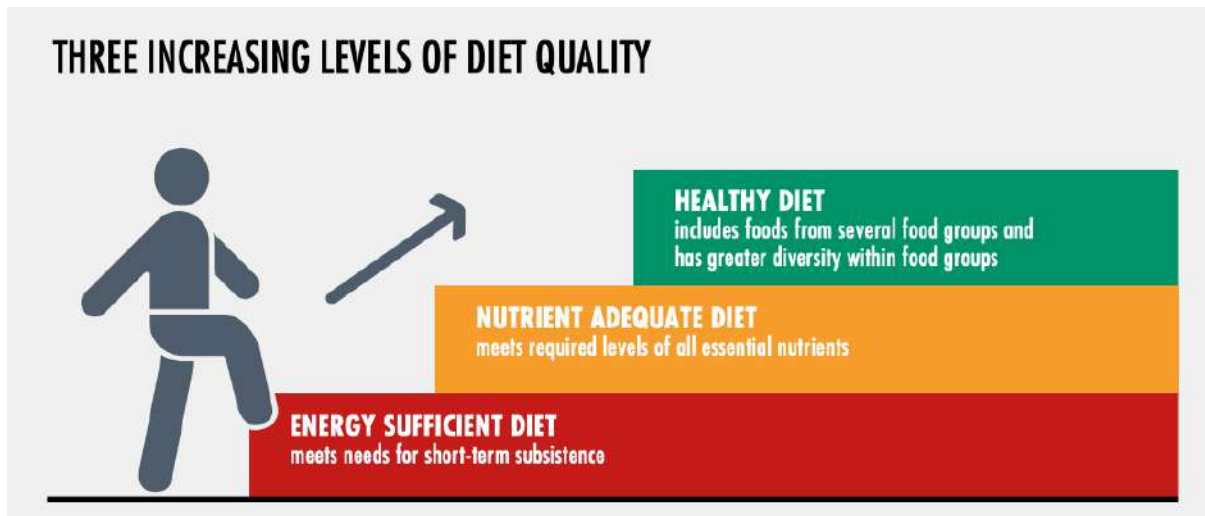 THREE INCREASING LEVELS OF DIET QUALITY
HEALTHY DIET
includes foods from several food groups and
has greater diversity within food groups
NUTRIENT ADEQUATE DIET
meets required levels of all essential nutrients
ENERGY SUFFICIENT DIET
meets needs for short-term subsistence